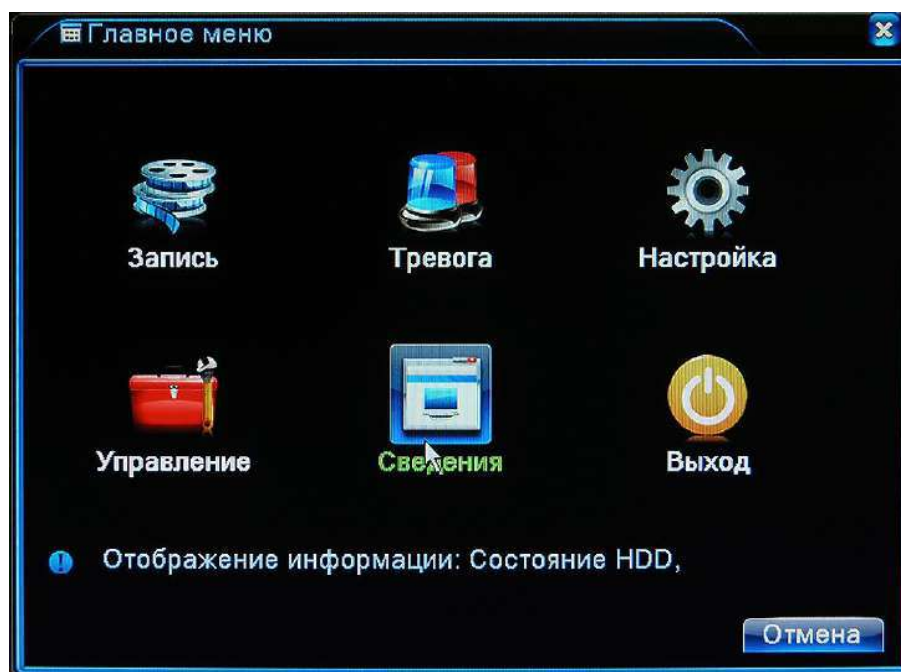 Главное меню
Запись
Тревога
Настройка
Управление
Сведения
Выход
Отображение информации: Состояние HDD,
Отмена